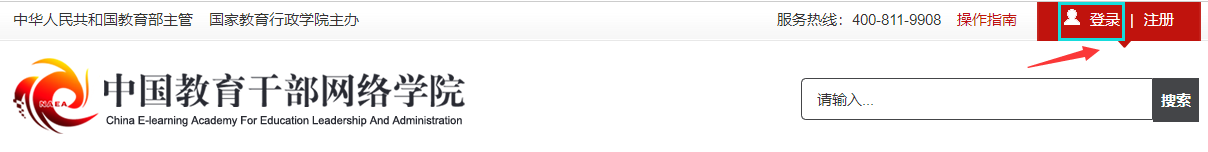 中华人民共和国教育部主管 国家教育行政学院主办 服务热线：400-811-9908 操作指南 登录 | 注册
NAEA
中国教育干部网络学院
China E-learning Academy For Education Leadership And Administration
请输入... 搜索